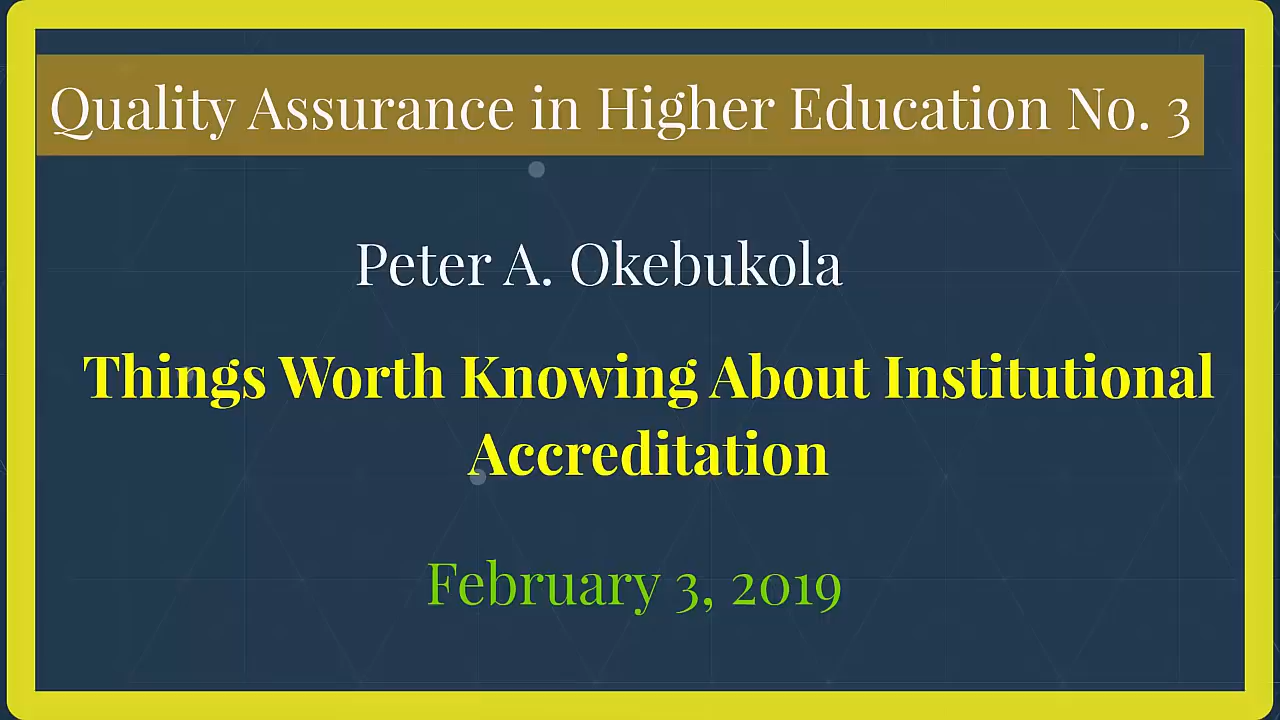 Quality Assurance in Higher Education No. 3
Peter A. Okebukola
Things Worth Knowing About Institutional
Accreditation
February 3, 2019